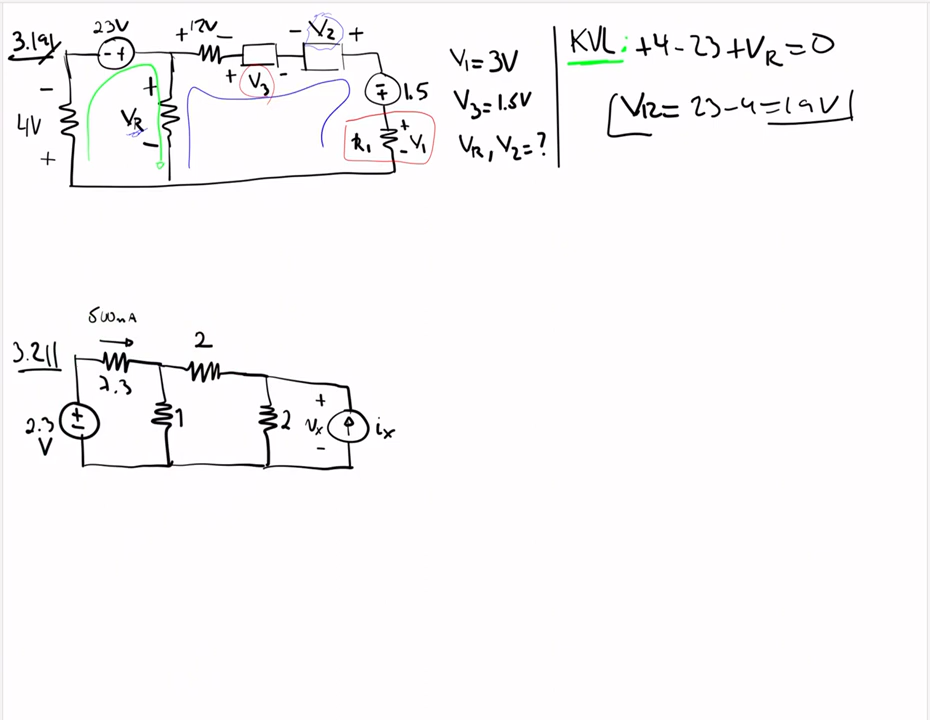 3.19)
23V
- +
+ 12V -
- V2 +
+ V3 -
- +
1.5
4V
+ VR -
R1
+ V1 -
V1 = 3V
V3 = 1.5V
VR, V2 = ?
KVL: +4 - 23 + VR = 0
VR = 23 - 4 = 19V
3.21)
500mA
2.3
2
2.3 V
+ -
1
2
+ Vx -
ix